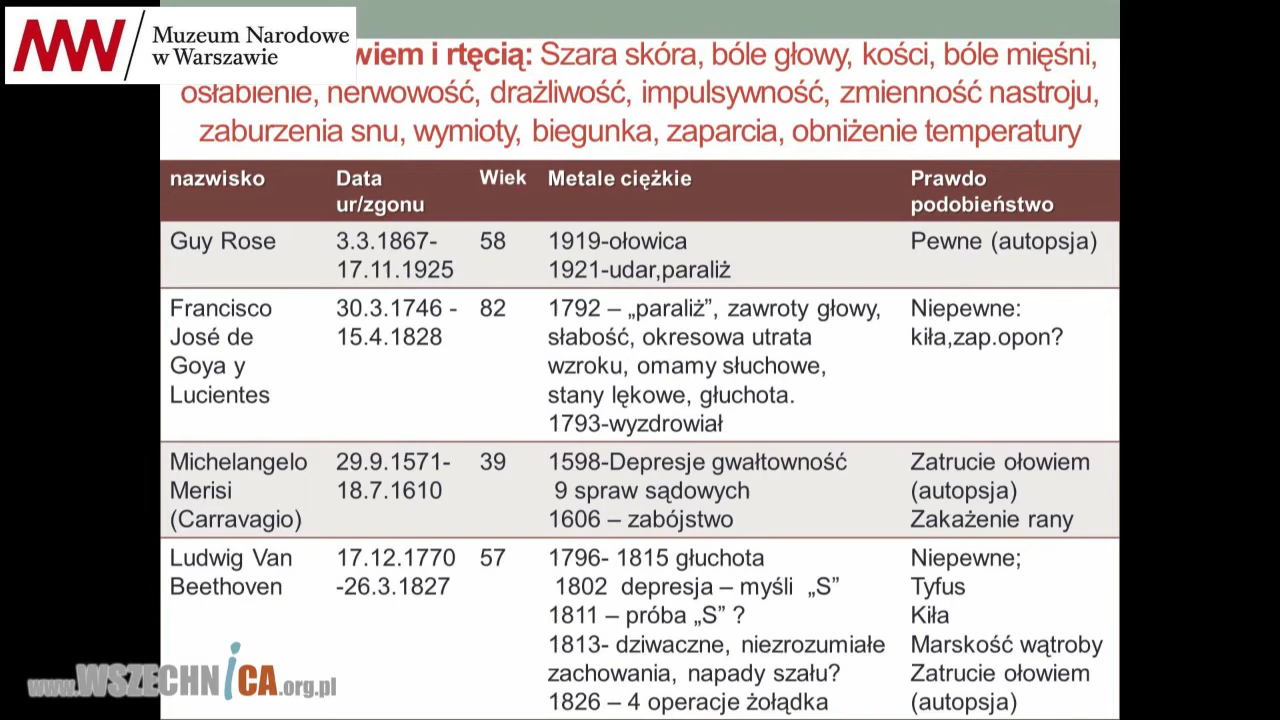 Muzeum Narodowe
w Warszawie
wiem i rtęcią: Szara skóra, bóle głowy, kości, bóle mięśni,
osłabienie, nerwowość, drażliwość, impulsywność, zmienność nastroju,
zaburzenia snu, wymioty, biegunka, zaparcia, obniżenie temperatury
nazwisko Data ur/zgonu Wiek Metale ciężkie Prawdo podobieństwo
Guy Rose 3.3.1867- 58 1919-ołowica Pewne (autopsja)
17.11.1925 1921-udar,paraliż
Francisco 30.3.1746 - 82 1792 – „paraliż”, zawroty głowy, Niepewne:
José de 15.4.1828 słabość, okresowa utrata kiła,zap.opon?
Goya y wzroku, omamy słuchowe,
Lucientes stany lękowe, głuchota.
1793-wyzdrowiał
Michelangelo 29.9.1571- 39 1598-Depresje gwałtowność Zatrucie ołowiem
Merisi 18.7.1610 9 spraw sądowych (autopsja)
(Carravagio) 1606 – zabójstwo Zakażenie rany
Ludwig Van 17.12.1770 57 1796- 1815 głuchota Niepewne;
Beethoven -26.3.1827 1802 depresja – myśli „S” Tyfus
1811 – próba „S” ? Kiła
1813- dziwaczne, niezrozumiałe Marskość wątroby
zachowania, napady szału? Zatrucie ołowiem
1826 – 4 operacje żołądka (autopsja)
www.WSZECHNiCA.org.pl